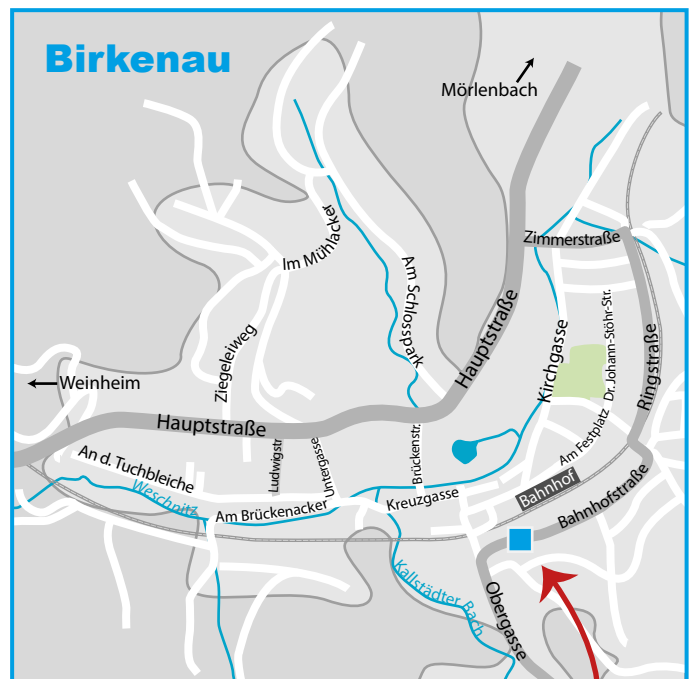 Birkenau
Mörlenbach
Zimmerstraße
Im Mühlacker
Am Schlosspark
Hauptstraße
Kirchgasse
Dr. Johann-Stöhr-Str.
Ringstraße
Ziegeleiweg
Weinheim
Hauptstraße
Am Festplatz
An d. Tuchbleiche
Ludwigstr
Untergasse
Brückenstr.
Weschnitz
Am Brückenacker
Kreuzgasse
Bahnhof
Bahnhofstraße
Kallstädter Bach
Obergasse